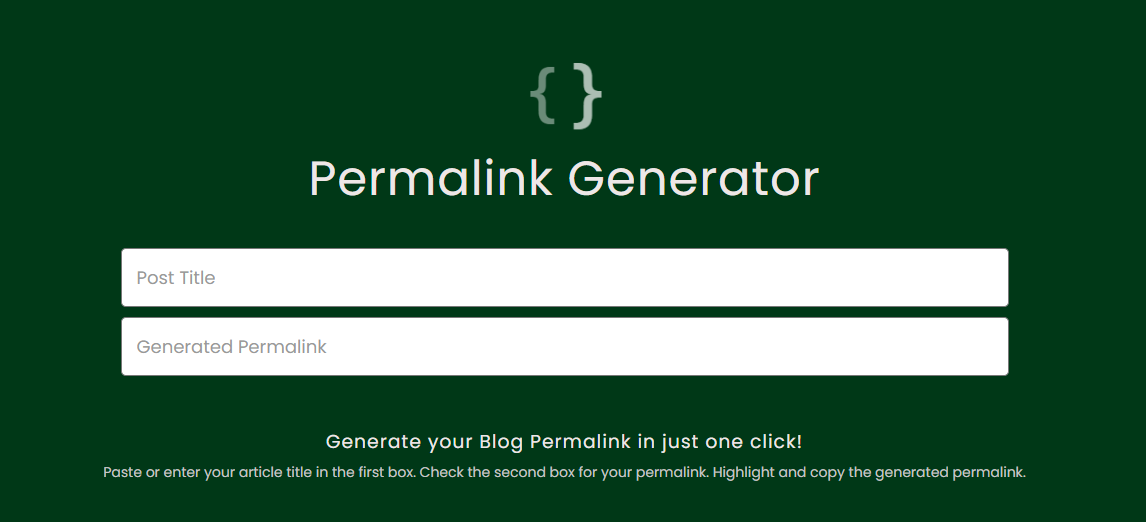 { }
Permalink Generator
Post Title
Generated Permalink
Generate your Blog Permalink in just one click!
Paste or enter your article title in the first box. Check the second box for your permalink. Highlight and copy the generated permalink.